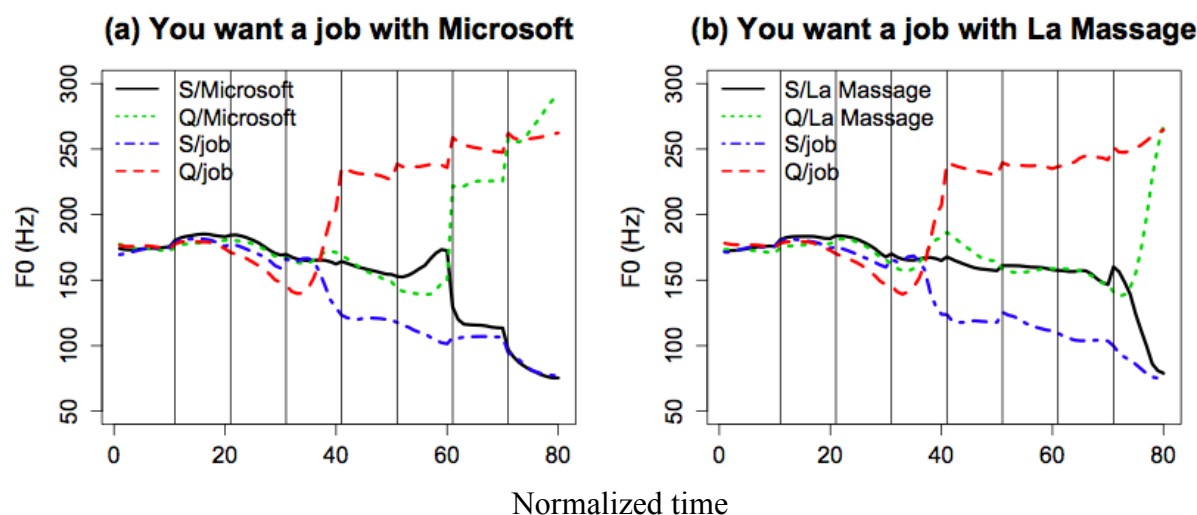 (a) You want a job with Microsoft
300
250
200
150
100
50
F0 (Hz)
S/Microsoft
Q/Microsoft
S/job
Q/job
0 20 40 60 80
(b) You want a job with La Massage
300
250
200
150
100
50
F0 (Hz)
S/La Massage
Q/La Massage
S/job
Q/job
0 20 40 60 80
Normalized time